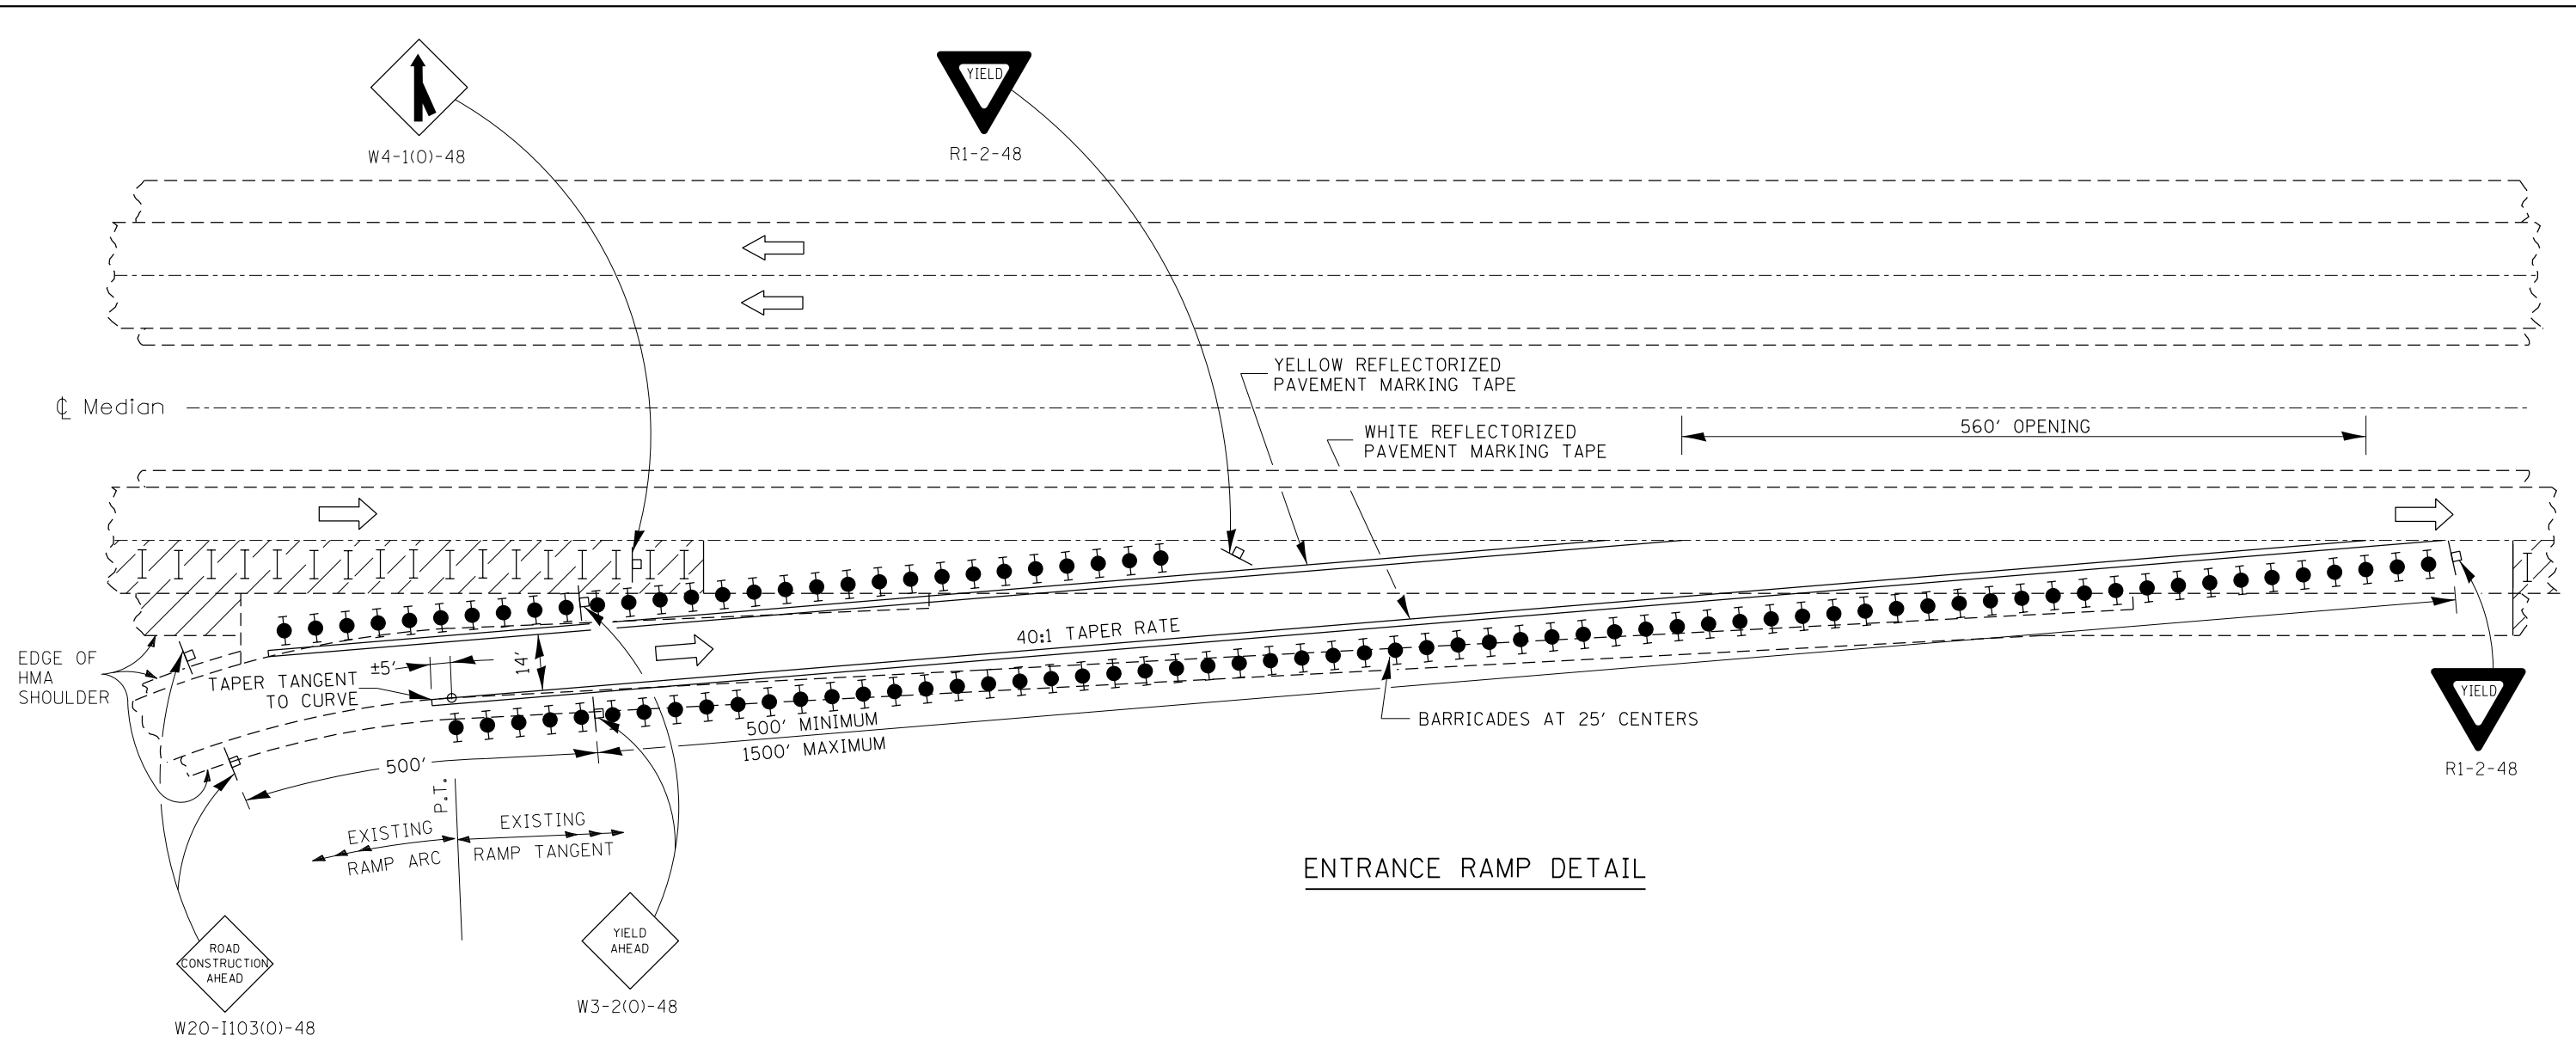 YIELD
W4-1(O)-48
R1-2-48
YELLOW REFLECTORIZED
PAVEMENT MARKING TAPE
℄ Median
WHITE REFLECTORIZED
PAVEMENT MARKING TAPE
560' OPENING
40:1 TAPER RATE
14'
EDGE OF
HMA
SHOULDER
±5'
TAPER TANGENT
TO CURVE
YIELD
R1-2-48
BARRICADES AT 25' CENTERS
500' MINIMUM
1500' MAXIMUM
500'
P.T.
EXISTING
RAMP ARC
EXISTING
RAMP TANGENT
ENTRANCE RAMP DETAIL
ROAD
CONSTRUCTION
AHEAD
W20-I103(O)-48
YIELD
AHEAD
W3-2(O)-48